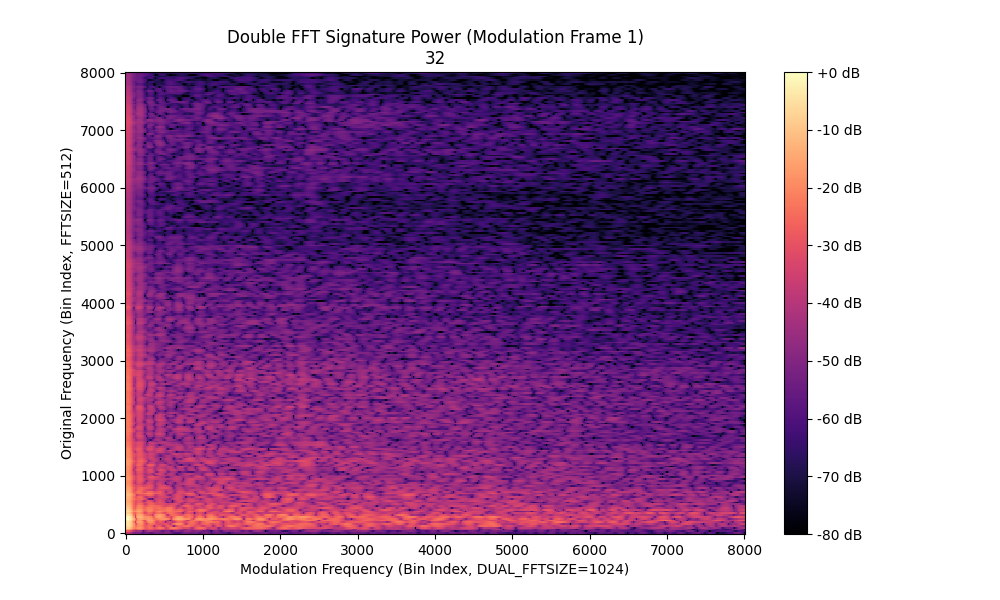 Double FFT Signature Power (Modulation Frame 1)
32
8000
7000
6000
5000
4000
3000
2000
1000
0
Original Frequency (Bin Index, FFTSIZE=512)
0 1000 2000 3000 4000 5000 6000 7000 8000
Modulation Frequency (Bin Index, DUAL_FFTSIZE=1024)
+0 dB
-10 dB
-20 dB
-30 dB
-40 dB
-50 dB
-60 dB
-70 dB
-80 dB